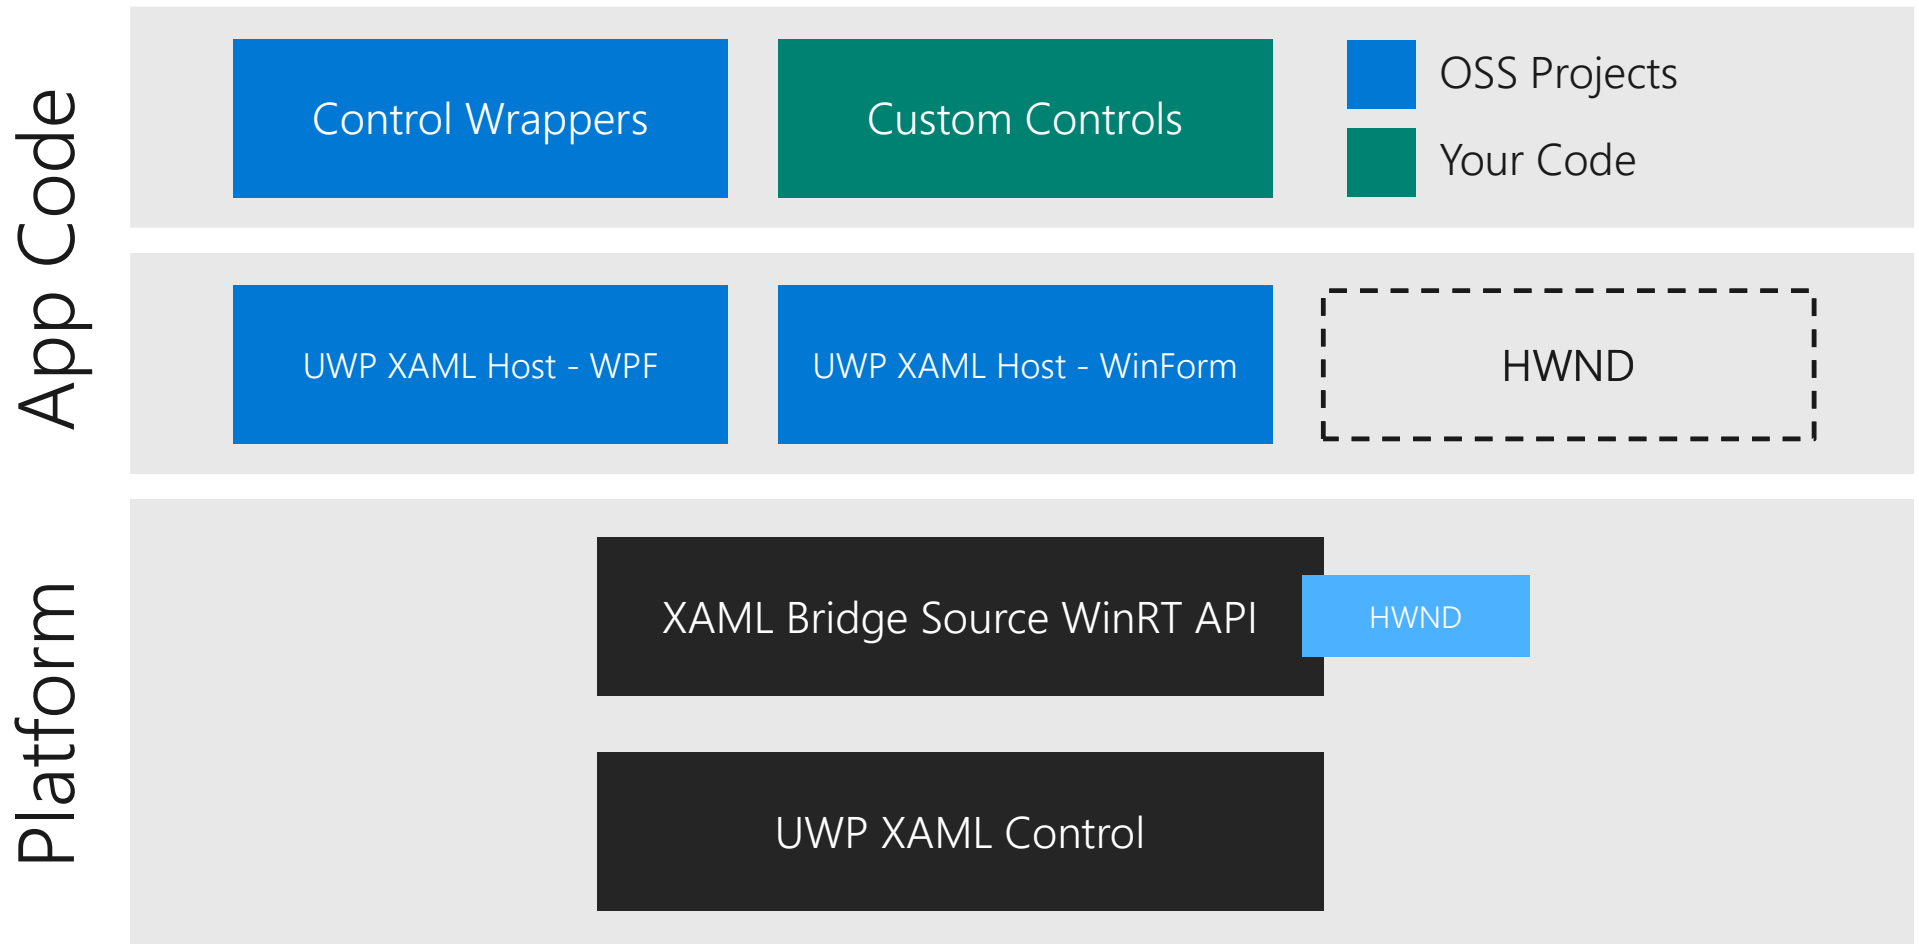 App Code
Control Wrappers
Custom Controls
OSS Projects
Your Code
UWP XAML Host - WPF
UWP XAML Host - WinForm
HWND
Platform
XAML Bridge Source WinRT API
HWND
UWP XAML Control